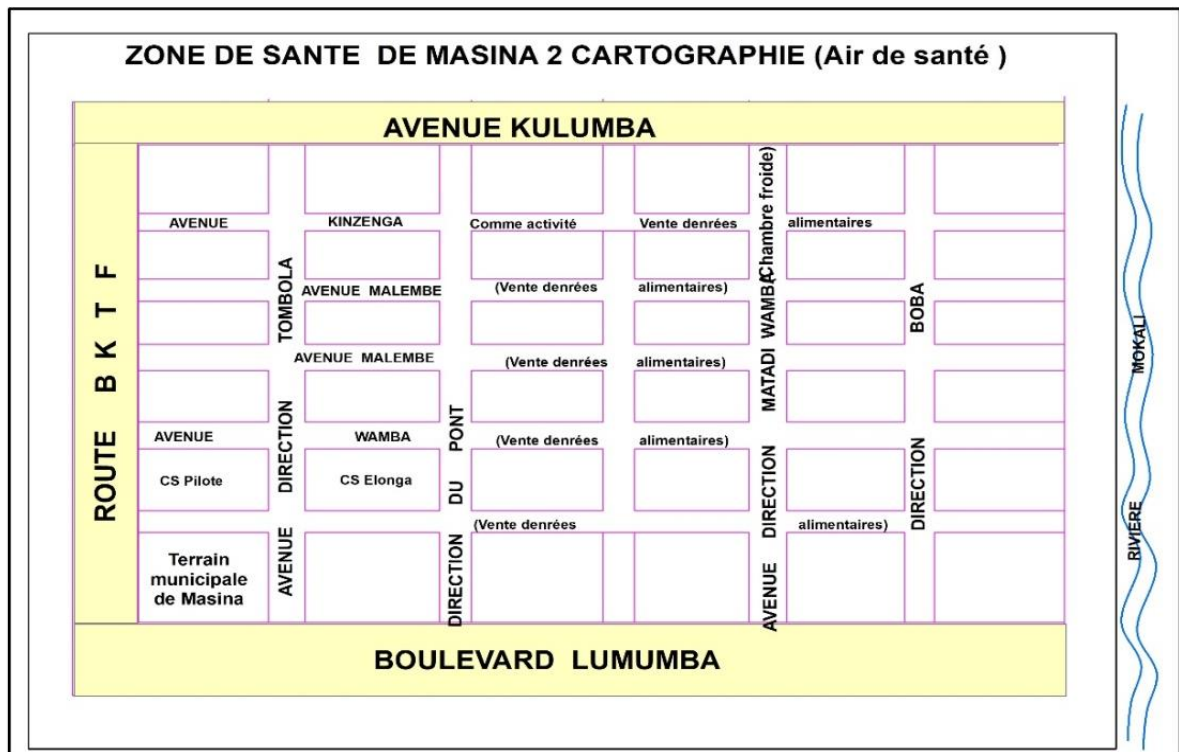 ZONE DE SANTE DE MASINA 2 CARTOGRAPHIE (Air de santé )
AVENUE KULUMBA
ROUTE B K T F
AVENUE KINZENGA Comme activité Vente denrées alimentaires
AVENUE MALEMBE (Vente denrées alimentaires)
AVENUE MALEMBE (Vente denrées alimentaires)
AVENUE WAMBA (Vente denrées alimentaires)
CS Pilote
CS Elonga
(Vente denrées alimentaires)
Terrain
municipale
de Masina
AVENUE DIRECTION TOMBOLA
DIRECTION DU PONT
AVENUE DIRECTION MATADI WAMBA Chambre froide)
DIRECTION BOBA
RIVIERE MOKALI
BOULEVARD LUMUMBA